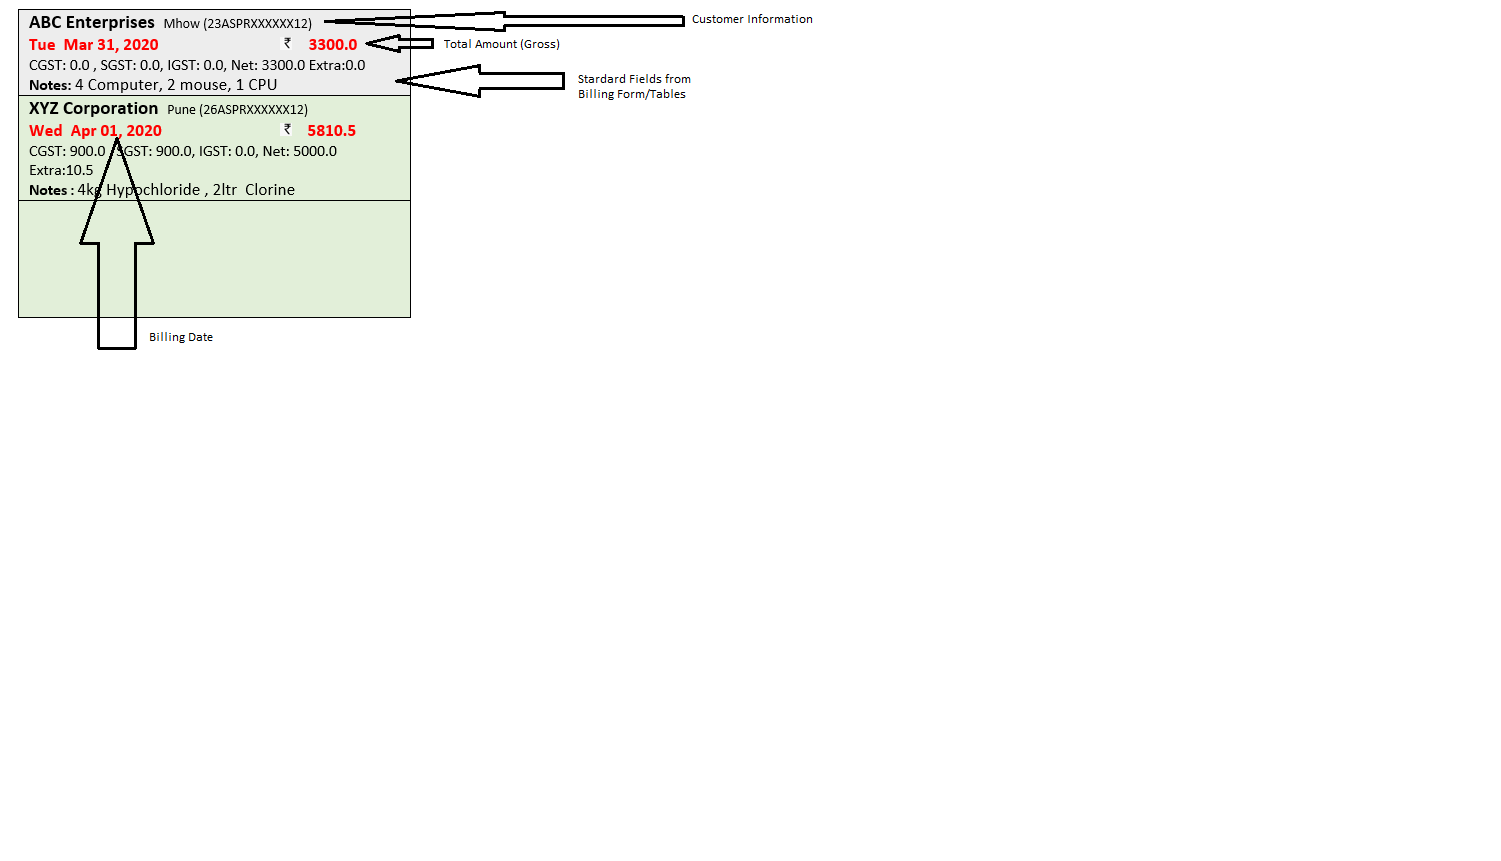 ABC Enterprises Mhow (23ASPRXXXXXX12)
Customer Information
Tue Mar 31, 2020 ₹ 3300.0
Total Amount (Gross)
CGST: 0.0 , SGST: 0.0, IGST: 0.0, Net: 3300.0 Extra:0.0
Notes: 4 Computer, 2 mouse, 1 CPU
Stardard Fields from
Billing Form/Tables
XYZ Corporation Pune (26ASPRXXXXXX12)
Wed Apr 01, 2020 ₹ 5810.5
CGST: 900.0 , SGST: 900.0, IGST: 0.0, Net: 5000.0
Extra:10.5
Notes : 4kg Hypochloride , 2ltr Clorine
Billing Date